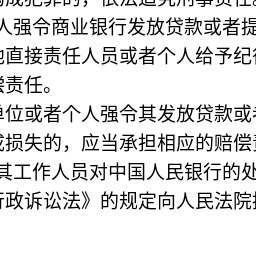 构成犯罪的，依法追究刑事责任。
人强令商业银行发放贷款或者提
他直接责任人员或者个人给予纪律
偿责任。
单位或者个人强令其发放贷款或者
成损失的，应当承担相应的赔偿责
其工作人员对中国人民银行的处
行政诉讼法》的规定向人民法院提